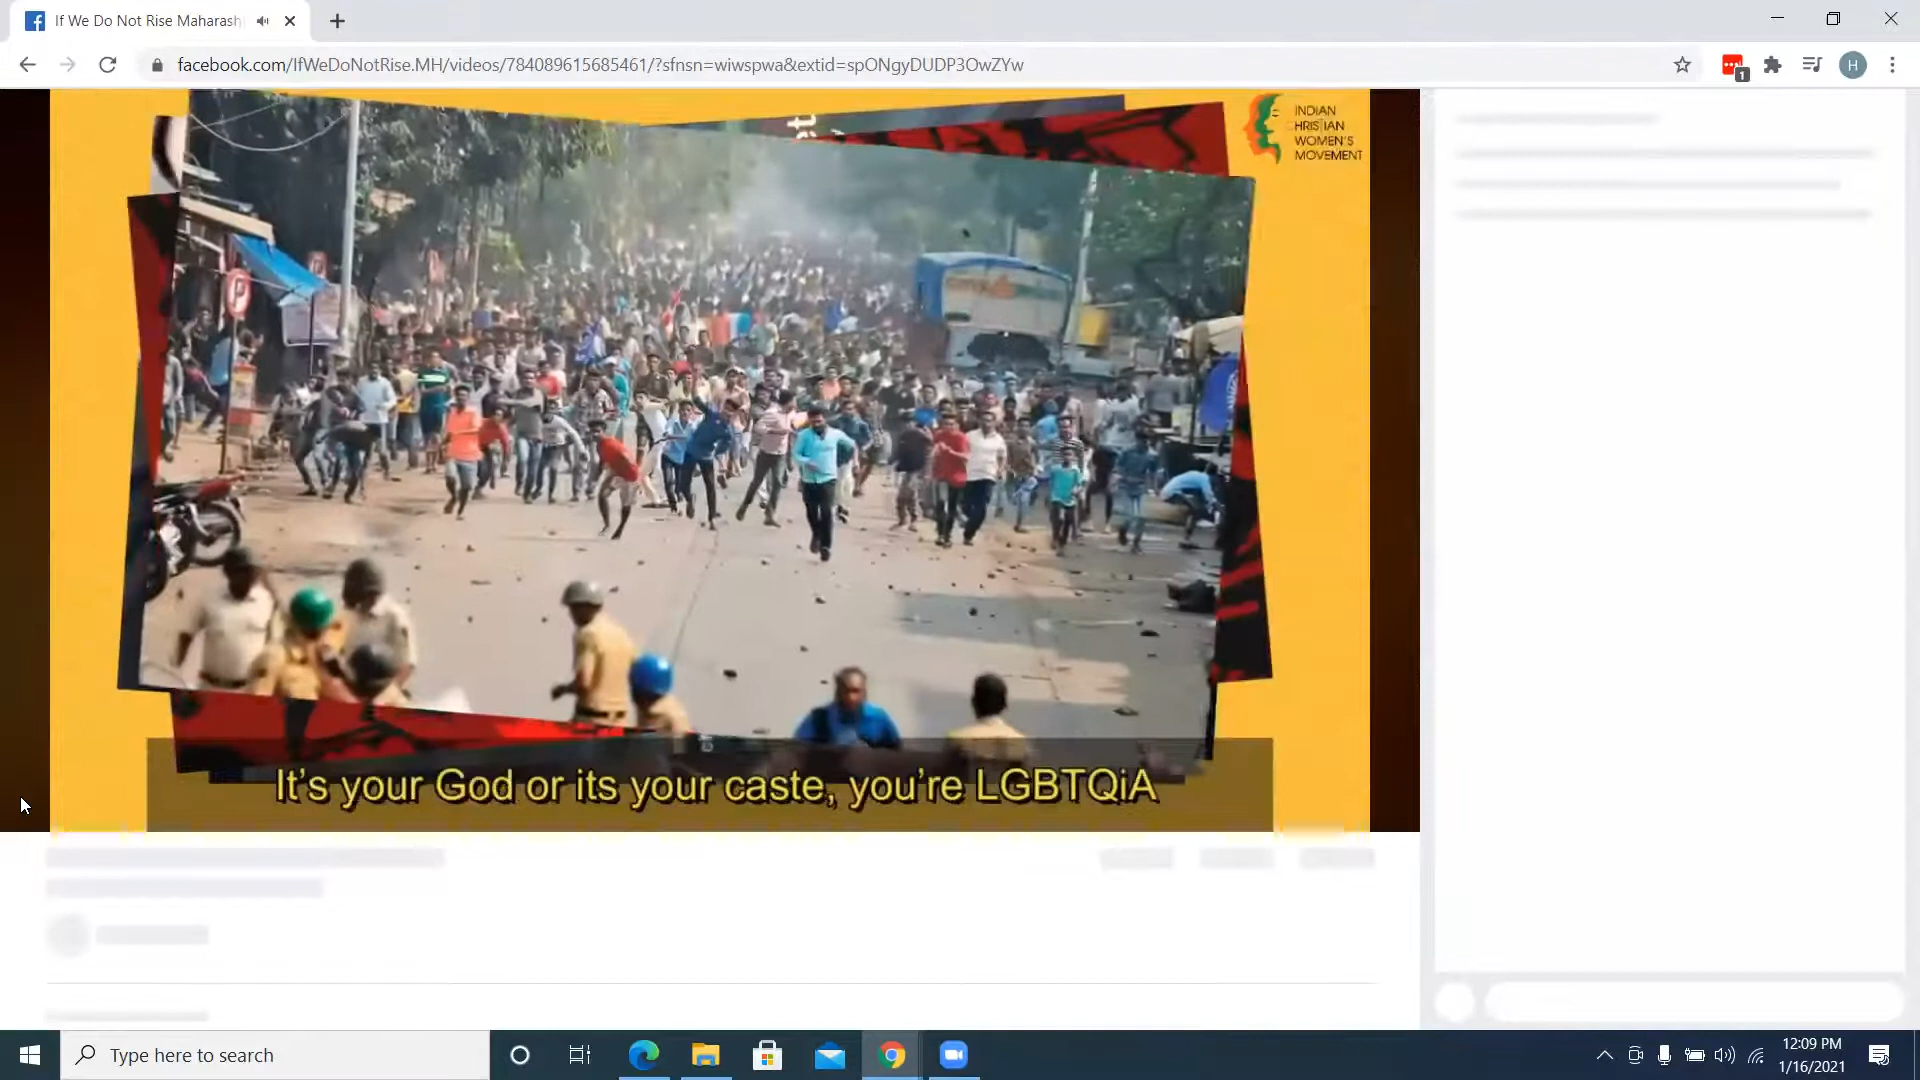 If We Do Not Rise Maharash
facebook.com/IfWeDoNotRise.MH/videos/784089615685461/?sfnsn=wiwspwa&extid=spONgyDUDP3OwZYw
1
H
INDIAN
HRISTIAN
WOMEN'S
MOVEMENT
P
It's your God or its your caste, you're LGBTQiA
Type here to search
12:09 PM
1/16/2021